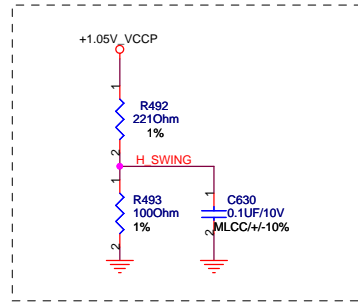 +1.05V_VCCP
1
R492
221Ohm
1%
2
H_SWING
1
R493
100Ohm
1%
2
1
C630
0.1UF/10V
MLCC/+/-10%
2